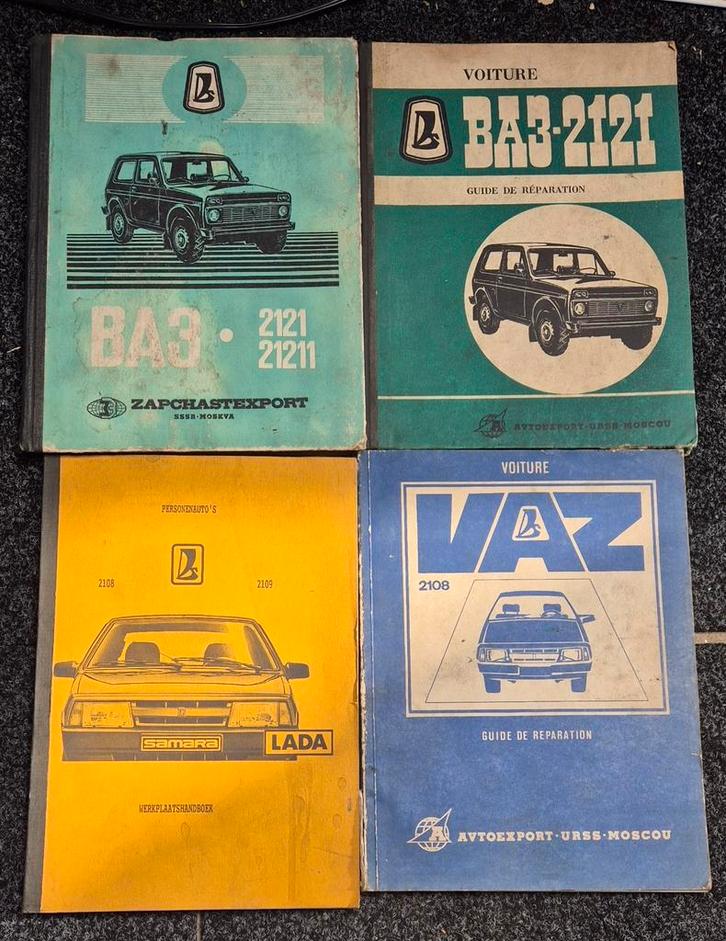 ВАЗ • 2121
21211
ZAPCHASTEXPORT
SSSR·MOSKVA
VOITURE
ВАЗ-2121
GUIDE DE RÉPARATION
AVTOEXPORT·URSS·MOSCOU
PERSONENAUTO'S
2108 2109
samara
LADA
WERKPLAATSHANDBOEK
VOITURE
VAZ
2108
GUIDE DE REPARATION
AVTOEXPORT·URSS·MOSCOU